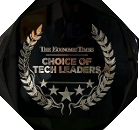 THE ECONOMIC TIMES
CHOICE OF
TECH LEADERS